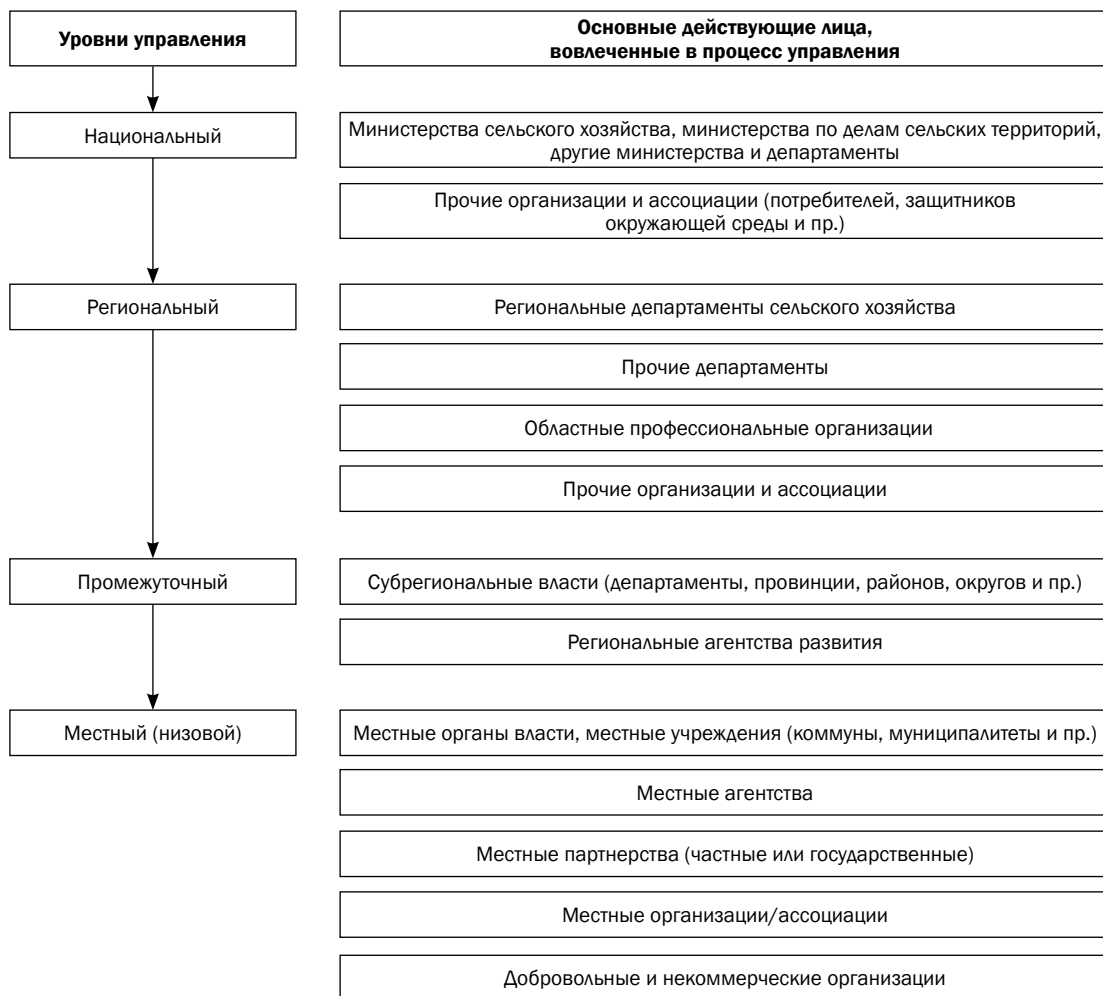 Уровни управления
Основные действующие лица,
вовлеченные в процесс управления
Национальный
Министерства сельского хозяйства, министерства по делам сельских территорий,
другие министерства и департаменты
Прочие организации и ассоциации (потребителей, защитников
окружающей среды и пр.)
Региональный
Региональные департаменты сельского хозяйства
Прочие департаменты
Областные профессиональные организации
Прочие организации и ассоциации
Промежуточный
Субрегиональные власти (департаменты, провинции, районов, округов и пр.)
Региональные агентства развития
Местный (низовой)
Местные органы власти, местные учреждения (коммуны, муниципалитеты и пр.)
Местные агентства
Местные партнерства (частные или государственные)
Местные организации/ассоциации
Добровольные и некоммерческие организации